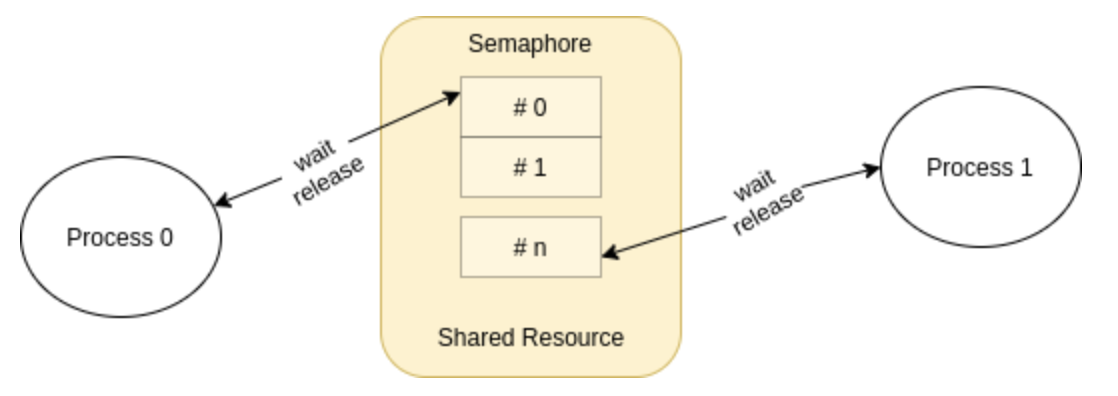 Semaphore
# 0
# 1
# n
Shared Resource
Process 0
wait
release
wait
release
Process 1